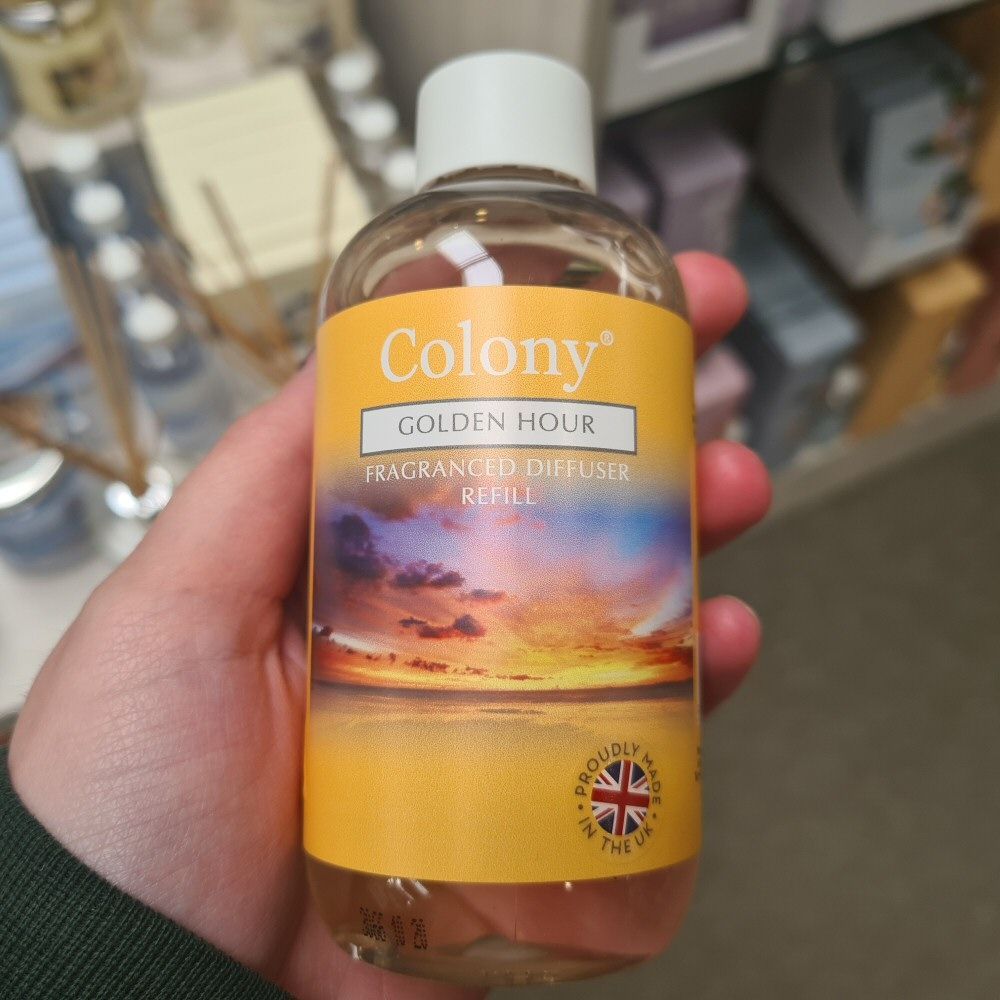 Colony®
GOLDEN HOUR
FRAGRANCED DIFFUSER
REFILL
• PROUDLY MADE •
IN THE UK